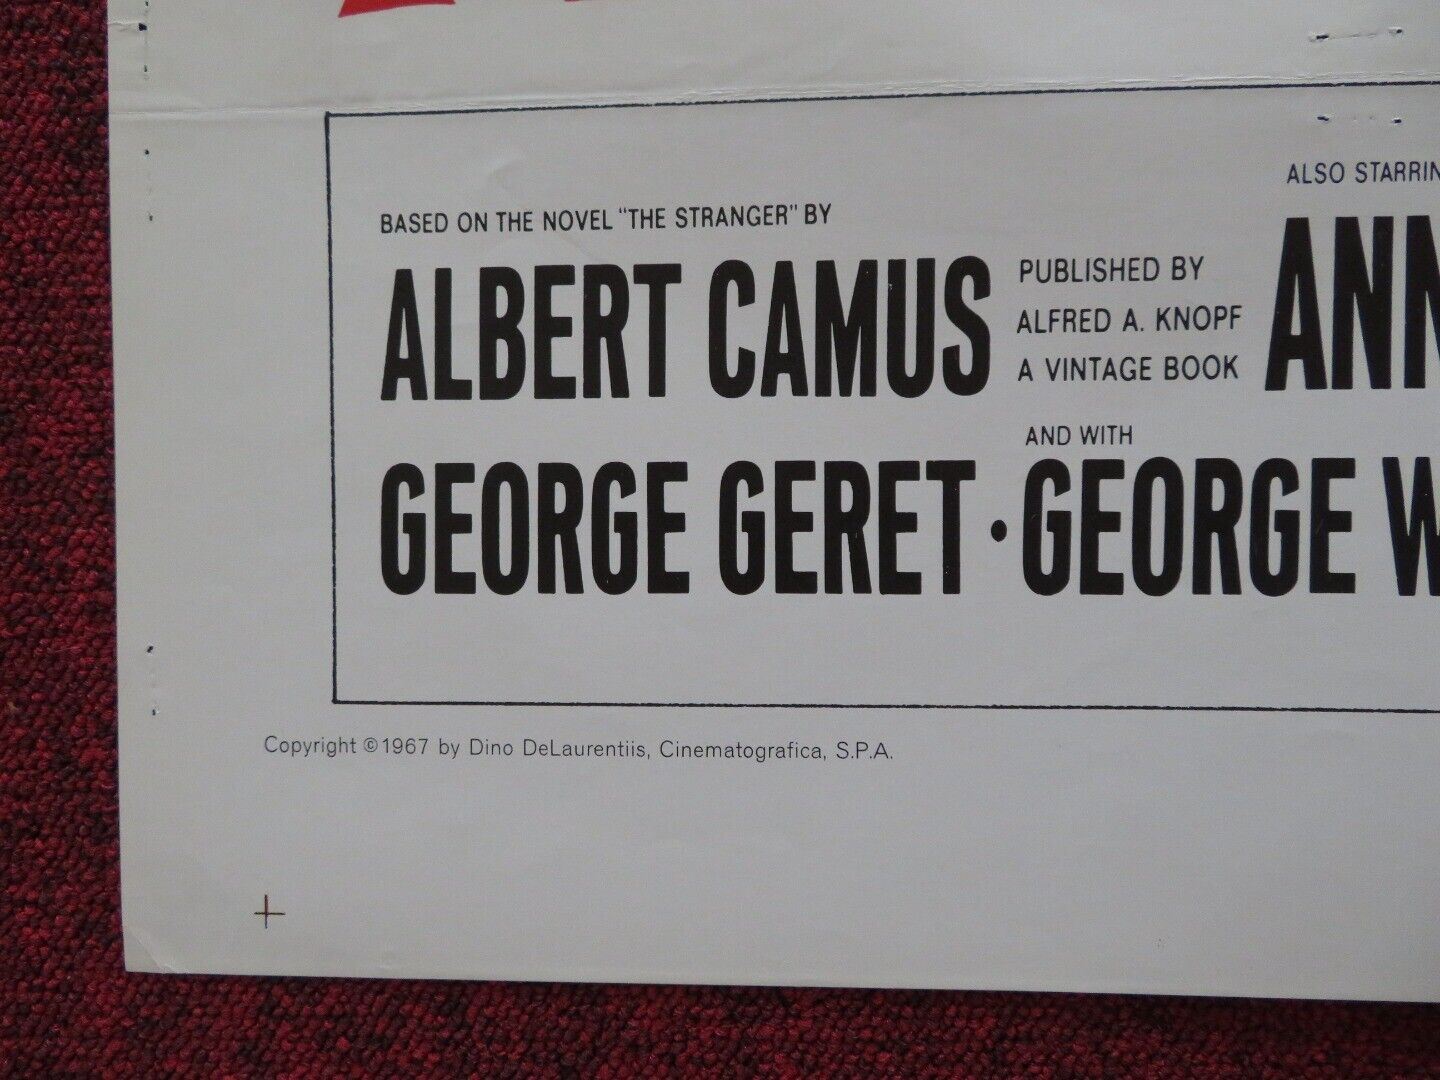 BASED ON THE NOVEL "THE STRANGER" BY
ALBERT CAMUS
PUBLISHED BY
ALFRED A. KNOPF
A VINTAGE BOOK
ALSO STARRIN
ANN
GEORGE GERET •
AND WITH
GEORGE W
Copyright © 1967 by Dino DeLaurentiis, Cinematografica, S.P.A.